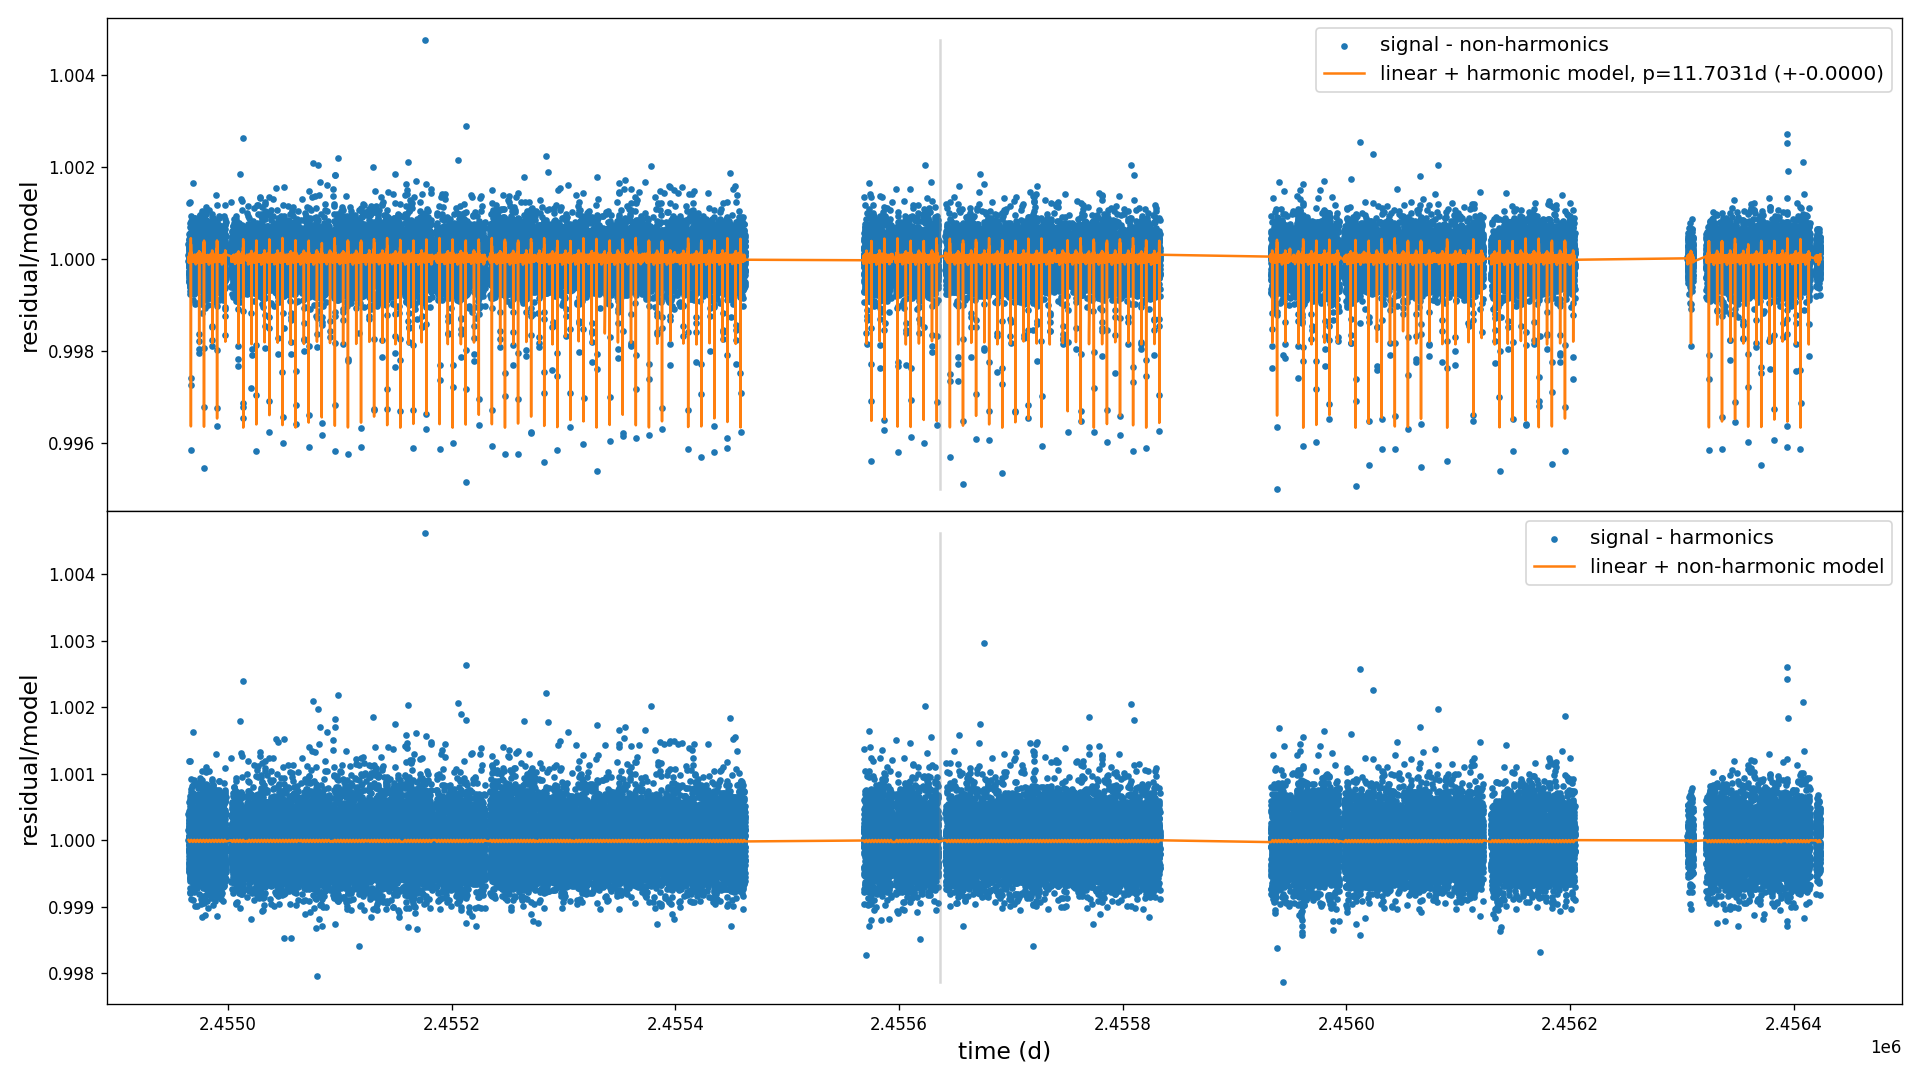 signal - non-harmonics
linear + harmonic model, p=11.7031d (+-0.0000)
1.004
1.002
1.000
0.998
0.996
residual/model
signal - harmonics
linear + non-harmonic model
1.004
1.003
1.002
1.001
1.000
0.999
0.998
residual/model
2.4550
2.4552
2.4554
2.4556
2.4558
2.4560
2.4562
2.4564
1e6
time (d)